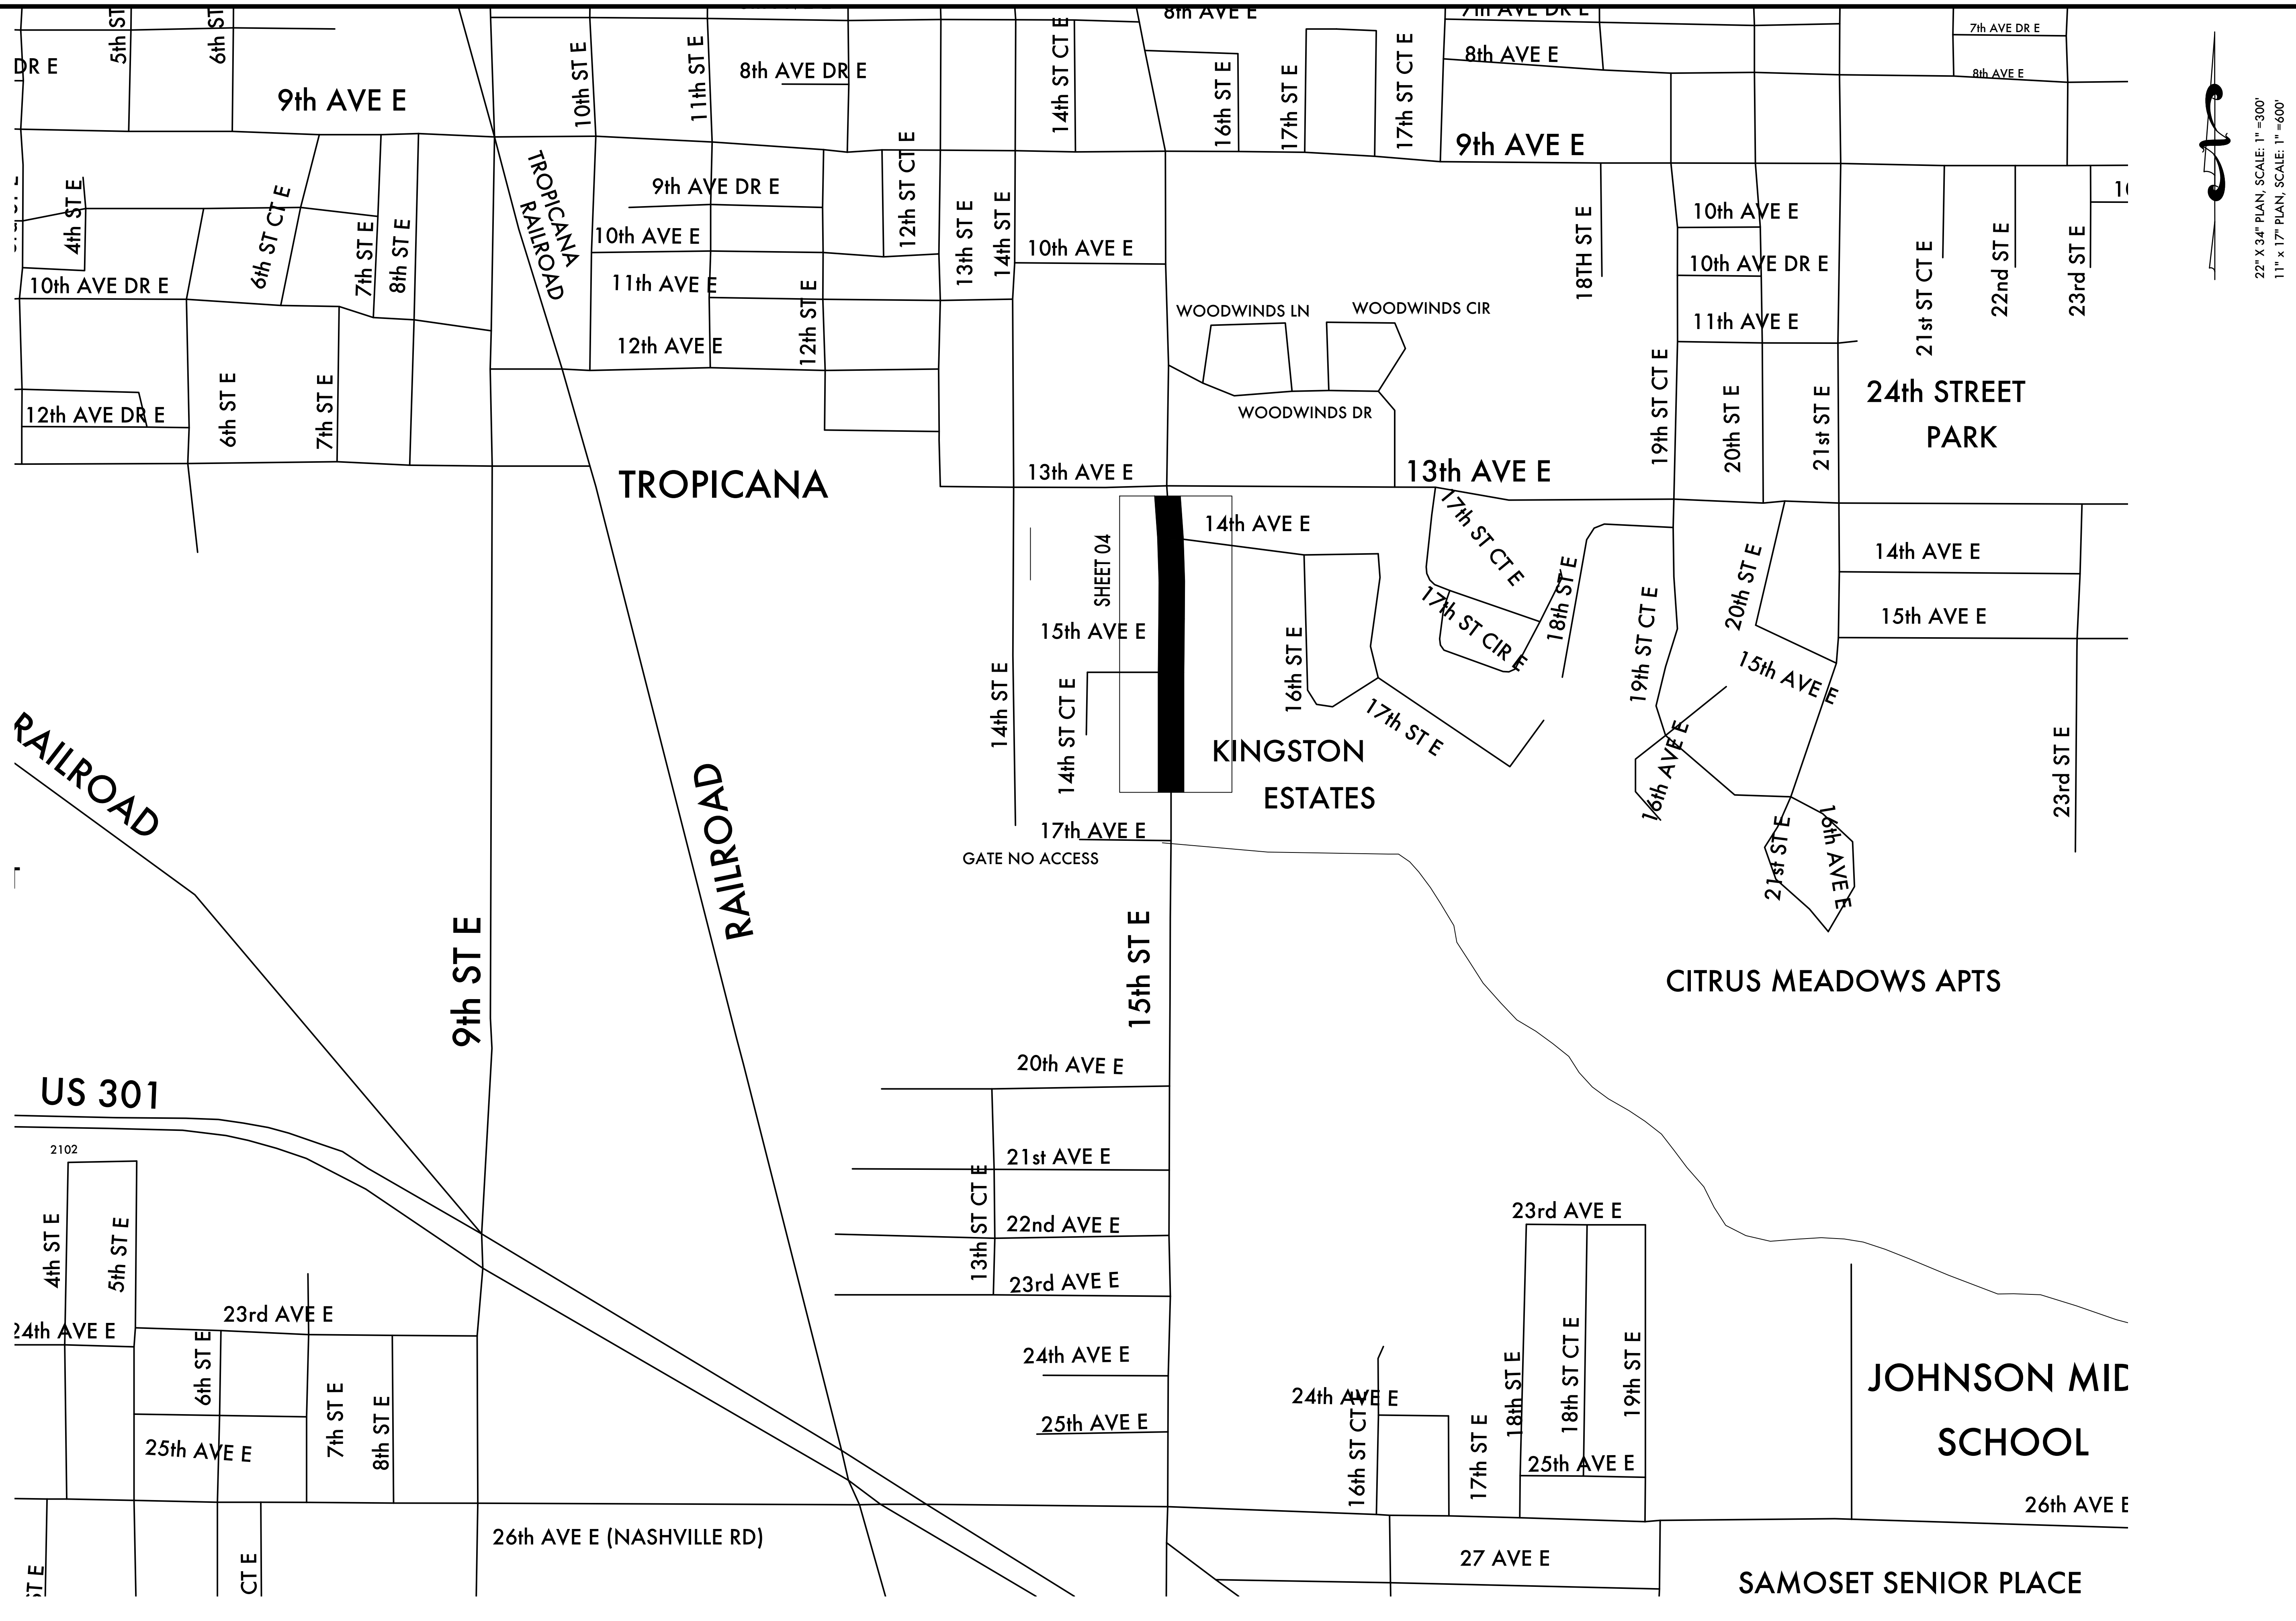 5th ST
6th ST
8th AVE E
7th AVE DR E
7th AVE DR E
DR E
8th AVE DR E
8th AVE E
8th AVE E
9th AVE E
10th ST E
11th ST E
14th ST CT E
16th ST E
17th ST E
17th ST CT E
9th AVE E
22" X 34" PLAN, SCALE: 1" =300'
11" x 17" PLAN, SCALE: 1" =600'
4th ST E
6th ST CT E
7th ST E
8th ST E
TROPICANA
RAILROAD
9th AVE DR E
12th ST CT E
13th ST E
14th ST E
10th AVE E
10th AVE E
18TH ST E
10th AVE E
10th AVE DR E
11th AVE E
21st ST CT E
22nd ST E
23rd ST E
10
10th AVE DR E
11th AVE E
12th ST E
12th AVE E
WOODWINDS LN
WOODWINDS CIR
WOODWINDS DR
19th ST CT E
20th ST E
21st ST E
24th STREET
PARK
12th AVE DR E
6th ST E
7th ST E
TROPICANA
13th AVE E
13th AVE E
SHEET 04
14th AVE E
17th ST CT E
17th ST CIR E
18th ST E
19th ST CT E
20th ST E
14th AVE E
15th AVE E
15th AVE E
15th AVE E
14th ST E
14th ST CT E
16th ST E
17th ST E
16th AVE E
23rd ST E
RAILROAD
RAILROAD
KINGSTON
ESTATES
17th AVE E
GATE NO ACCESS
21st ST E
16th AVE E
9th ST E
15th ST E
CITRUS MEADOWS APTS
US 301
2102
20th AVE E
21st AVE E
13th ST CT E
22nd AVE E
23rd AVE E
4th ST E
5th ST E
23rd AVE E
23rd AVE E
24th AVE E
6th ST E
7th ST E
8th ST E
24th AVE E
24th AVE E
16th ST CT E
17th ST E
18th ST E
18th ST CT E
19th ST E
JOHNSON MID
SCHOOL
25th AVE E
25th AVE E
25th AVE E
26th AVE E
26th AVE E (NASHVILLE RD)
27 AVE E
ST E
CT E
SAMOSET SENIOR PLACE